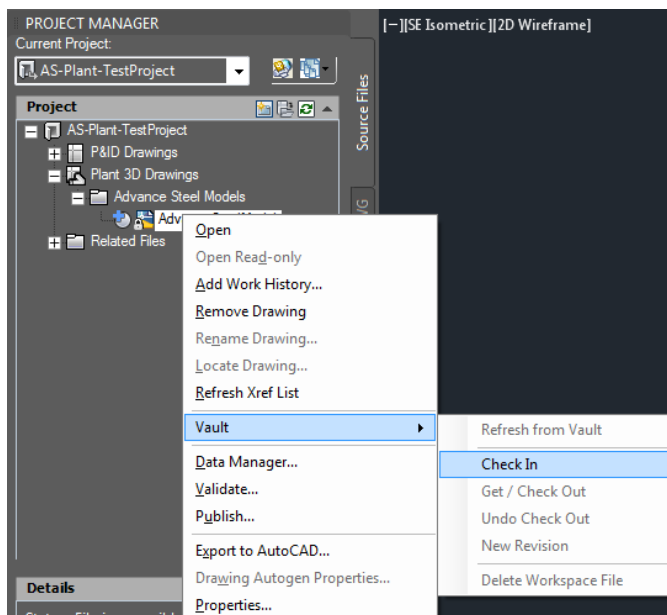 PROJECT MANAGER
[−][SE Isometric][2D Wireframe]
Current Project:
AS-Plant-TestProject
Source Files
Project
AS-Plant-TestProject
P&ID Drawings
Plant 3D Drawings
Advance Steel Models
Related Files
Open
Open Read-only
Add Work History...
Remove Drawing
Rename Drawing...
Locate Drawing...
Refresh Xref List
Vault
Refresh from Vault
Data Manager...
Check In
Validate...
Get / Check Out
Publish...
Undo Check Out
New Revision
Export to AutoCAD...
Drawing Autogen Properties...
Delete Workspace File
Details
Properties...